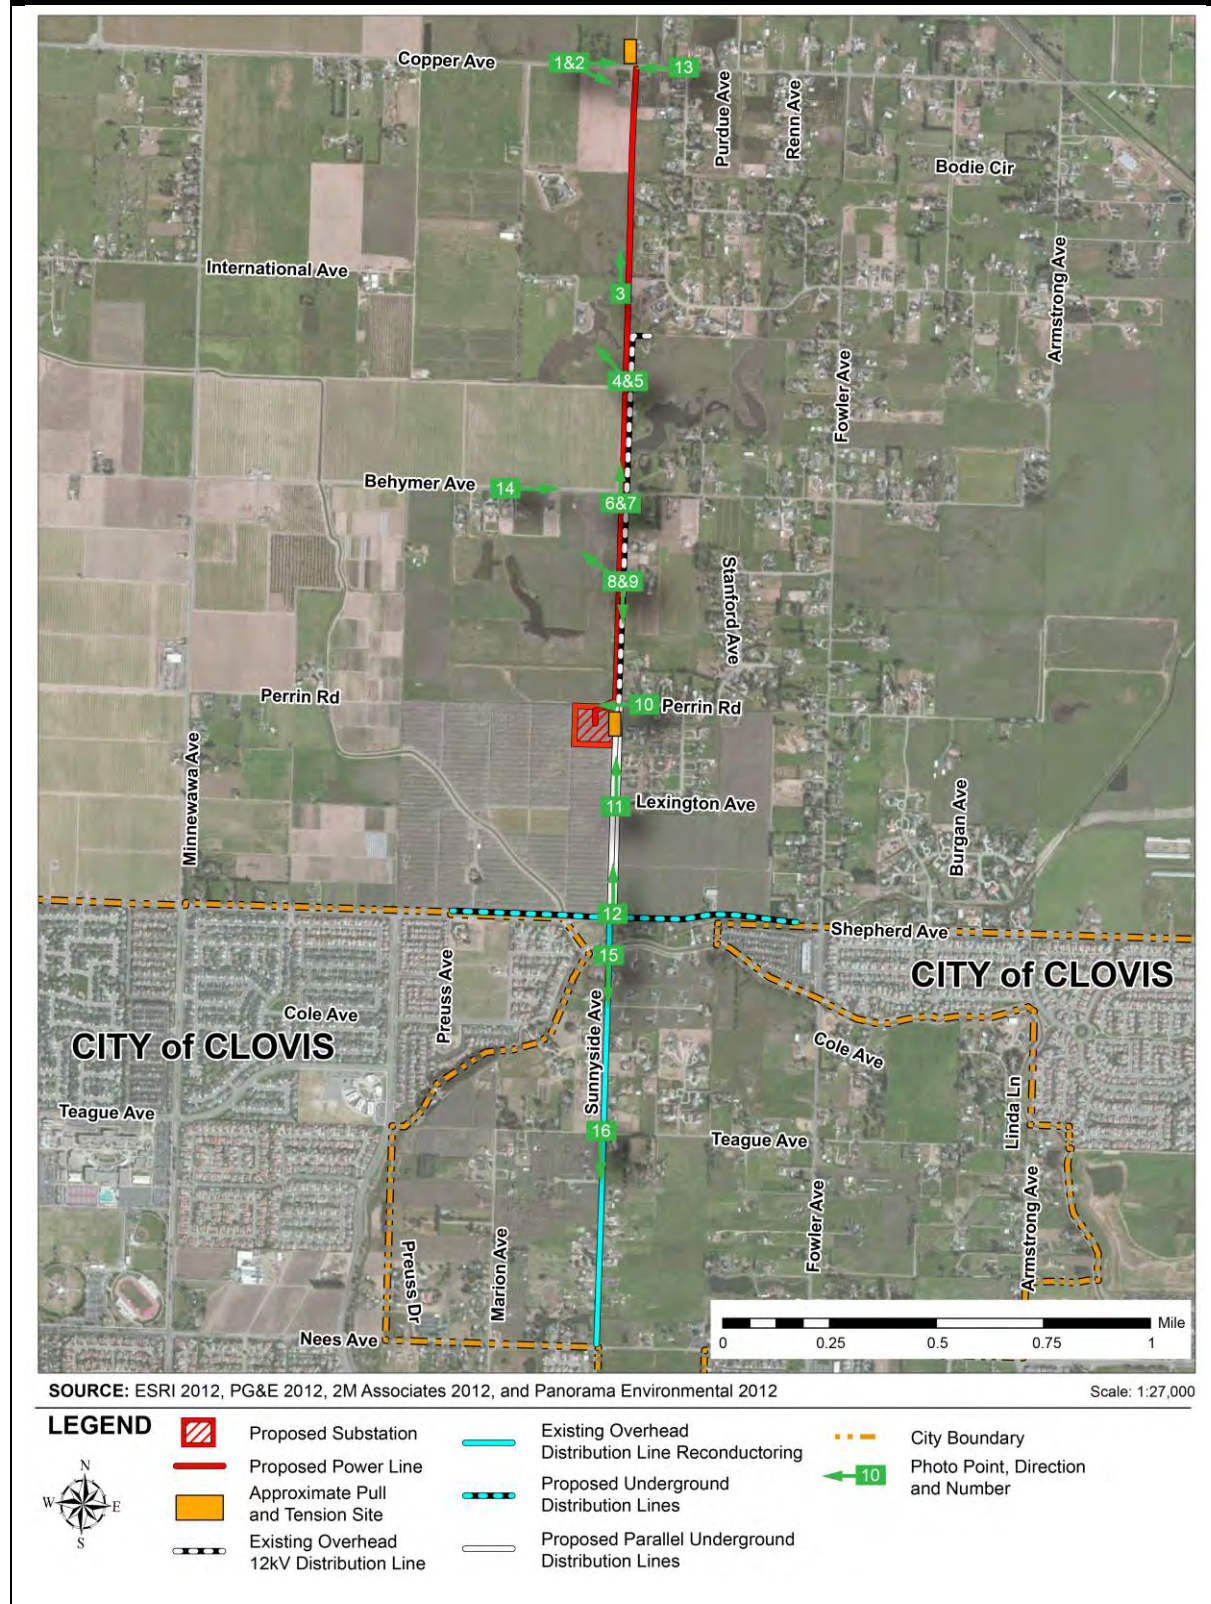 Copper Ave
1&2
13
Purdue Ave
Renn Ave
Bodie Cir
International Ave
3
Armstrong Ave
4&5
Fowler Ave
Behymer Ave
14
6&7
8&9
Stanford Ave
Perrin Rd
10
Perrin Rd
Minnewawa Ave
11
Lexington Ave
Burgan Ave
12
Shepherd Ave
15
Preuss Ave
CITY of CLOVIS
Cole Ave
Sunnyside Ave
CITY of CLOVIS
Cole Ave
Teague Ave
16
Teague Ave
Linda Ln
Preuss Dr
Marion Ave
Fowler Ave
Armstrong Ave
Nees Ave
Mile
0
0.25
0.5
0.75
1
SOURCE: ESRI 2012, PG&E 2012, 2M Associates 2012, and Panorama Environmental 2012
Scale: 1:27,000
LEGEND
N
W
E
S
Proposed Substation
Proposed Power Line
Approximate Pull
and Tension Site
Existing Overhead
12kV Distribution Line
Existing Overhead
Distribution Line Reconductoring
Proposed Underground
Distribution Lines
Proposed Parallel Underground
Distribution Lines
City Boundary
10
Photo Point, Direction
and Number